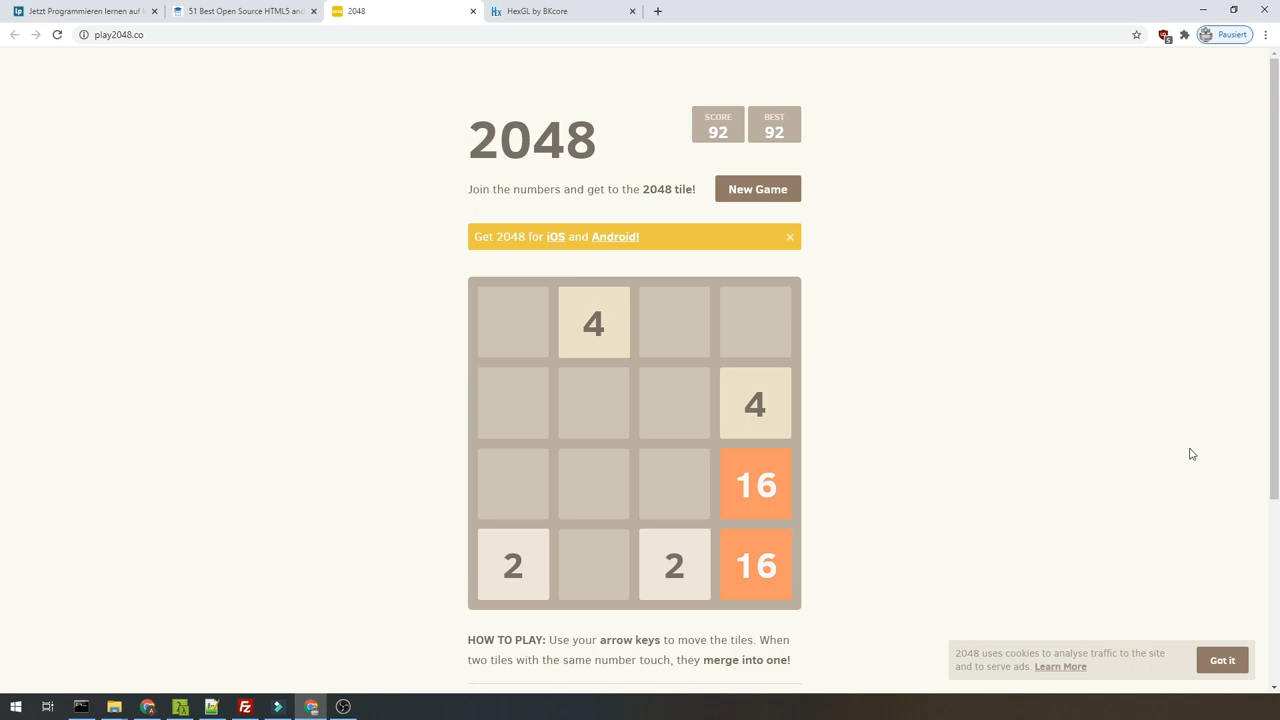 Jetzt Programmieren lernen auf
51 Best Open Source HTML5 and
2048
HexGL by BKcore
play2048.co
5
Pausiert
2048
SCORE
92
BEST
92
Join the numbers and get to the 2048 tile!
New Game
Get 2048 for iOS and Android!
4
4
16
2 2 16
HOW TO PLAY: Use your arrow keys to move the tiles. When
two tiles with the same number touch, they merge into one!
2048 uses cookies to analyse traffic to the site
and to serve ads. Learn More
Got it